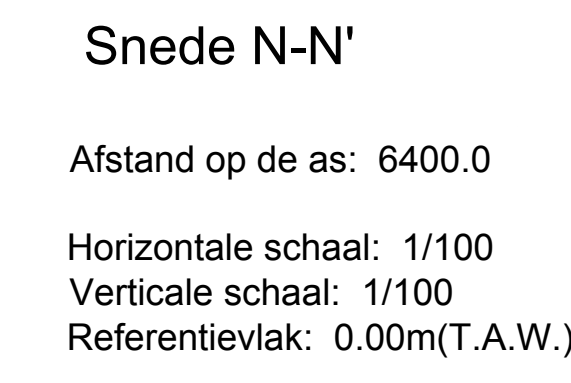 Snede N-N'
Afstand op de as: 6400.0
Horizontale schaal: 1/100
Verticale schaal: 1/100
Referentievlak: 0.00m(T.A.W.)